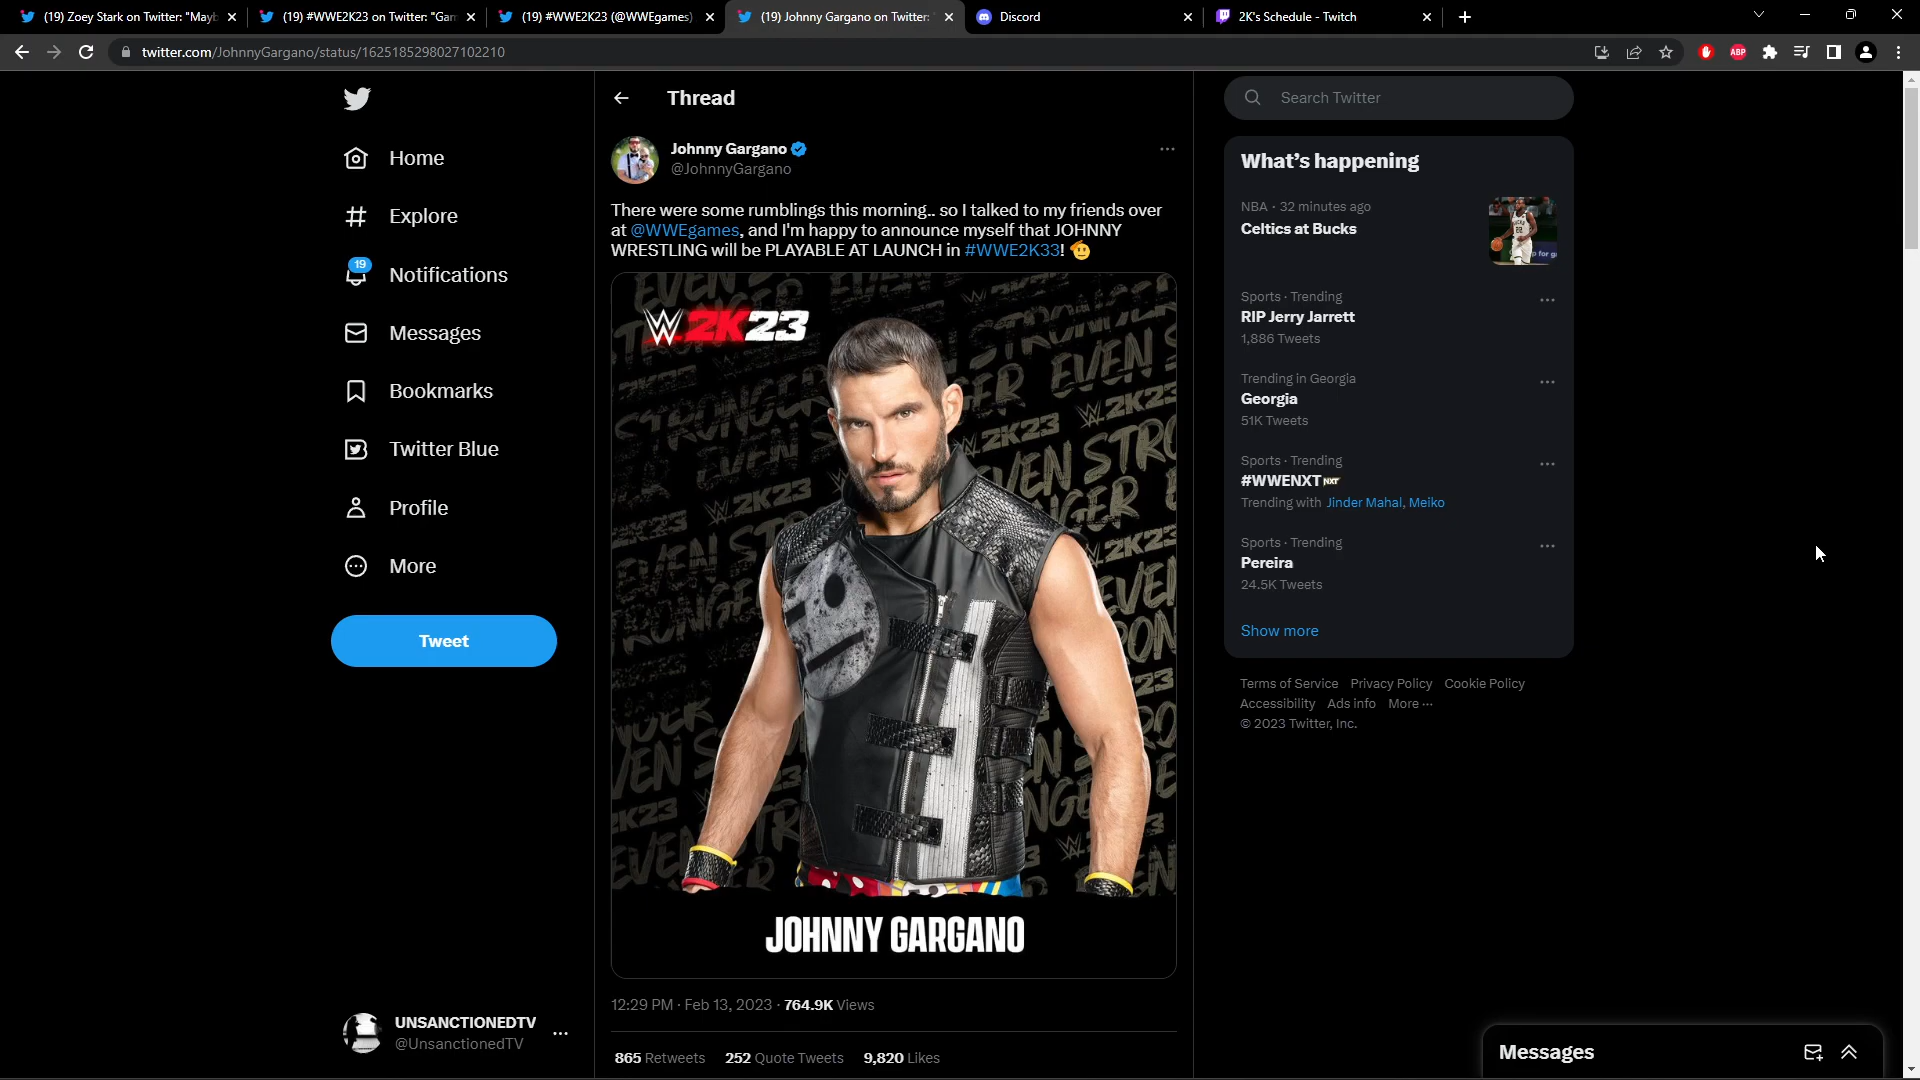 (19) Zoey Stark on Twitter: "Mayb
(19) #WWE2K23 on Twitter: "Gam
(19) #WWE2K23 (@WWEgames)
(19) Johnny Gargano on Twitter: '
Discord
2K's Schedule - Twitch
twitter.com/JohnnyGargano/status/1625185298027102210
ABP
Home
Explore
19
Notifications
Messages
Bookmarks
Twitter Blue
Profile
More
Tweet
UNSANCTIONEDTV
@UnsanctionedTV
Thread
Johnny Gargano
@JohnnyGargano
There were some rumblings this morning.. so I talked to my friends over
at @WWEgames, and I'm happy to announce myself that JOHNNY
WRESTLING will be PLAYABLE AT LAUNCH in #WWE2K33! 🫡
W 2K23
EVEN STRONGER
JOHNNY GARGANO
12:29 PM · Feb 13, 2023 · 764.9K Views
865 Retweets 252 Quote Tweets 9,820 Likes
Search Twitter
What's happening
NBA · 32 minutes ago
Celtics at Bucks
Sports · Trending
RIP Jerry Jarrett
1,886 Tweets
Trending in Georgia
Georgia
51K Tweets
Sports · Trending
#WWENXT
Trending with Jinder Mahal, Meiko
Sports · Trending
Pereira
24.5K Tweets
Show more
Terms of Service Privacy Policy Cookie Policy
Accessibility Ads info More ···
© 2023 Twitter, Inc.
Messages